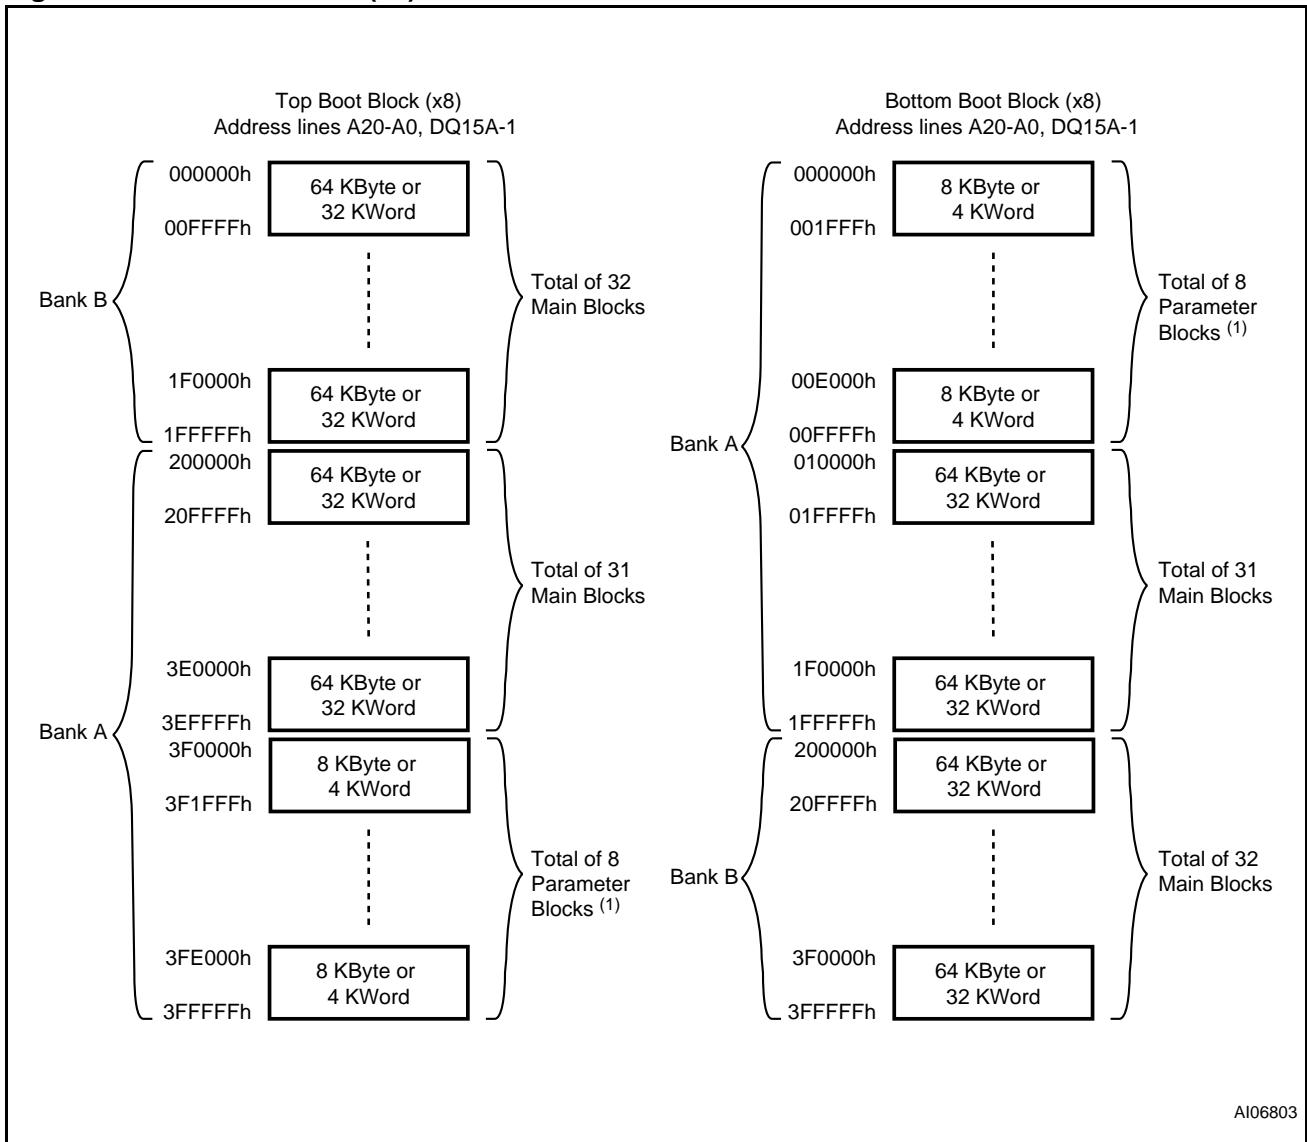 Top Boot Block (x8)
Address lines A20-A0, DQ15A-1
000000h
64 KByte or
32 KWord
00FFFFh
Total of 32
Main Blocks
Bank B
1F0000h
64 KByte or
32 KWord
1FFFFFh
200000h
64 KByte or
32 KWord
20FFFFh
Total of 31
Main Blocks
3E0000h
64 KByte or
32 KWord
3EFFFFh
Bank A
3F0000h
8 KByte or
4 KWord
3F1FFFh
Total of 8
Parameter
Blocks (1)
3FE000h
8 KByte or
4 KWord
3FFFFFh
Bottom Boot Block (x8)
Address lines A20-A0, DQ15A-1
000000h
8 KByte or
4 KWord
001FFFh
Total of 8
Parameter
Blocks (1)
00E000h
8 KByte or
4 KWord
00FFFFh
Bank A
010000h
64 KByte or
32 KWord
01FFFFh
Total of 31
Main Blocks
1F0000h
64 KByte or
32 KWord
1FFFFFh
200000h
64 KByte or
32 KWord
20FFFFh
Bank B
Total of 32
Main Blocks
3F0000h
64 KByte or
32 KWord
3FFFFFh
AI06803